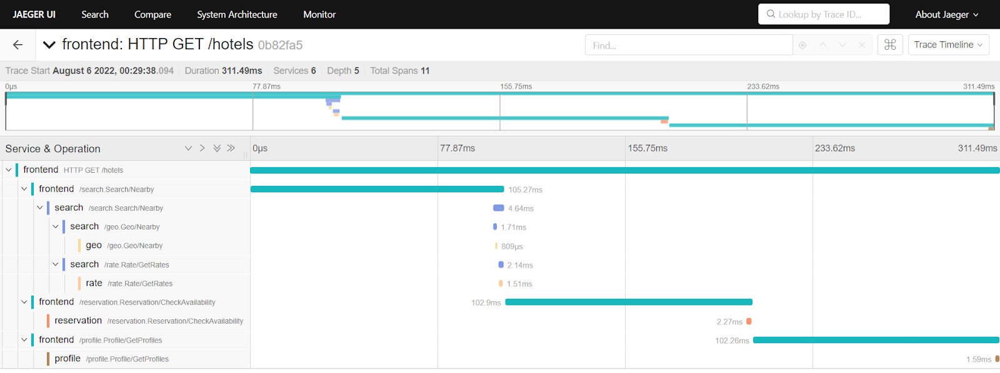 JAEGER UI Search Compare System Architecture Monitor Lookup by Trace ID... About Jaeger
frontend: HTTP GET /hotels 0b82fa5 Find... ⌘ Trace Timeline
Trace Start August 6 2022, 00:29:38.094 Duration 311.49ms Services 6 Depth 5 Total Spans 11
0µs 77.87ms 155.75ms 233.62ms 311.49ms
Service & Operation 0µs 77.87ms 155.75ms 233.62ms 311.49ms
frontend HTTP GET /hotels
frontend /search.Search/Nearby 105.27ms
search /search.Search/Nearby 4.64ms
search /geo.Geo/Nearby 1.71ms
geo /geo.Geo/Nearby 809µs
search /rate.Rate/GetRates 2.14ms
rate /rate.Rate/GetRates 1.51ms
frontend /reservation.Reservation/CheckAvailability 102.9ms
reservation /reservation.Reservation/CheckAvailability 2.27ms
frontend /profile.Profile/GetProfiles 102.26ms
profile /profile.Profile/GetProfiles 1.59ms